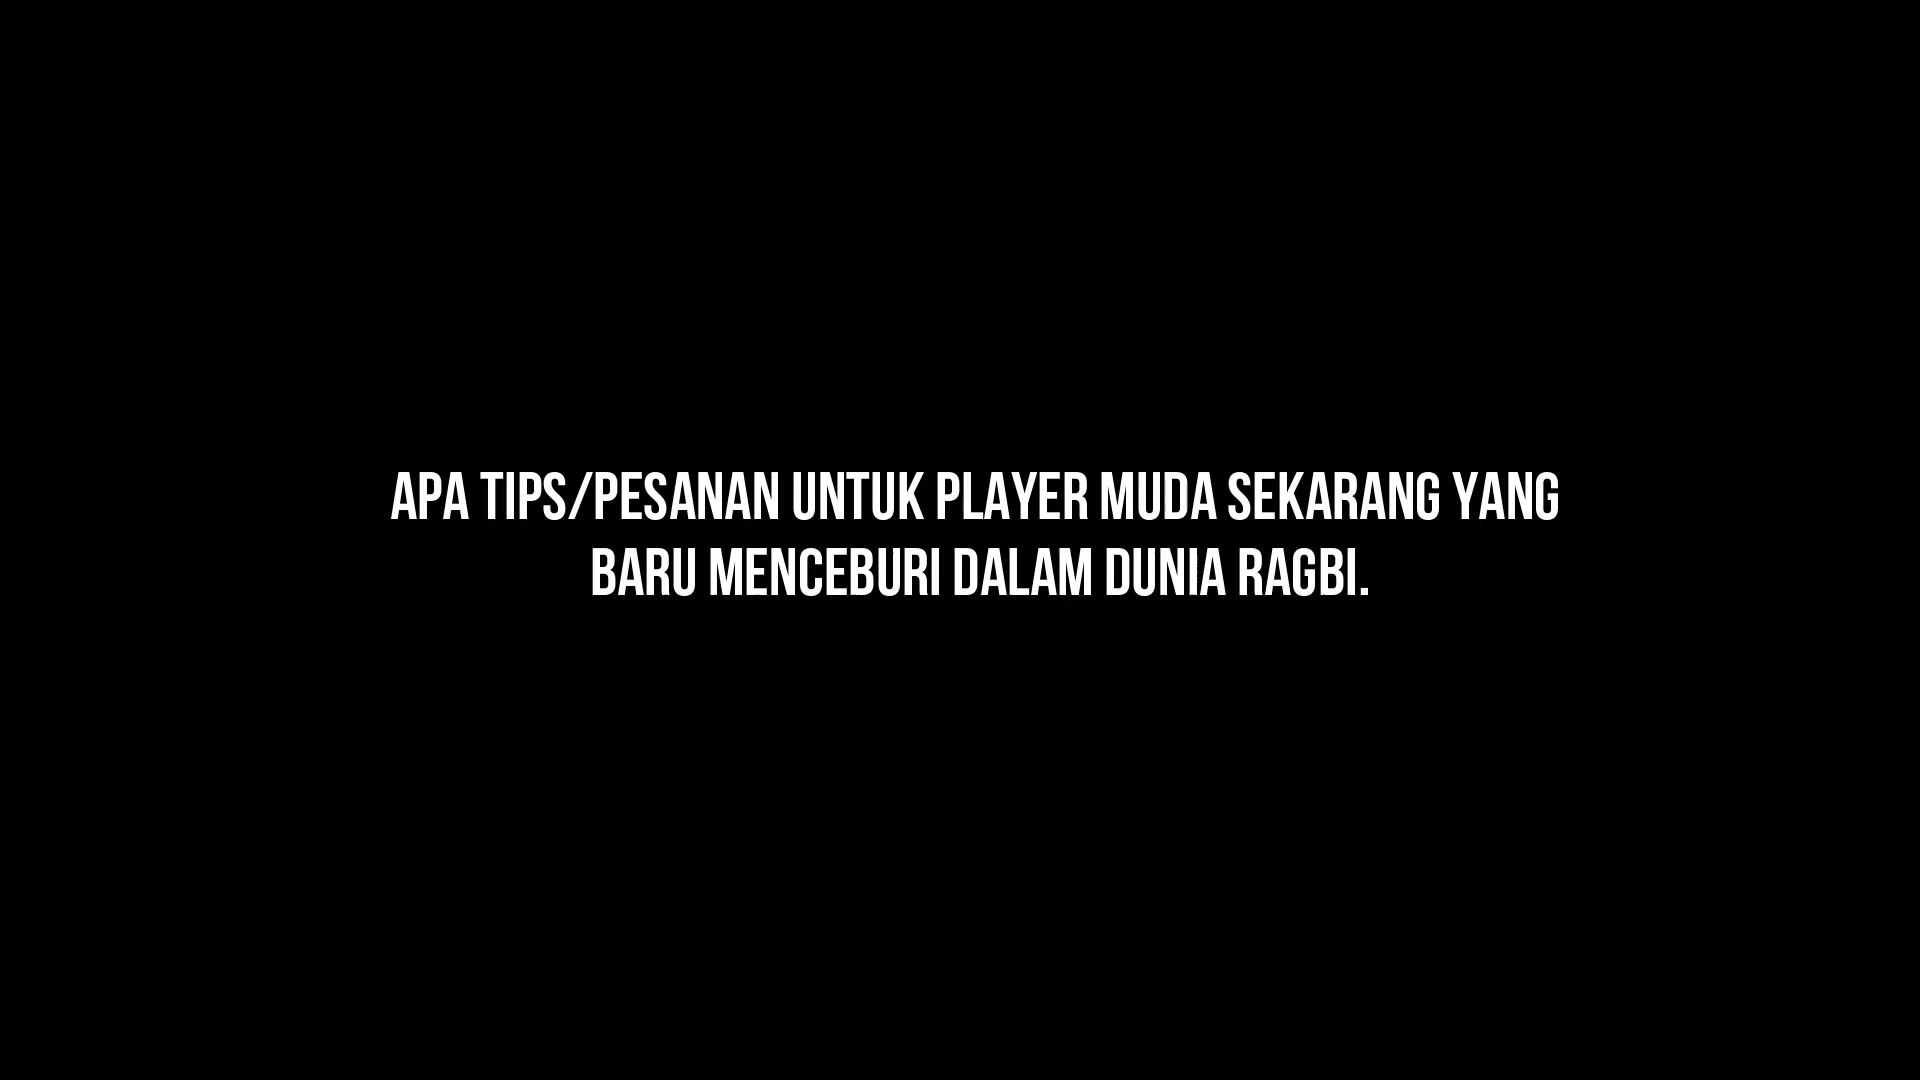 APA TIPS/PESANAN UNTUK PLAYER MUDA SEKARANG YANG
BARU MENCEBURI DALAM DUNIA RAGBI.